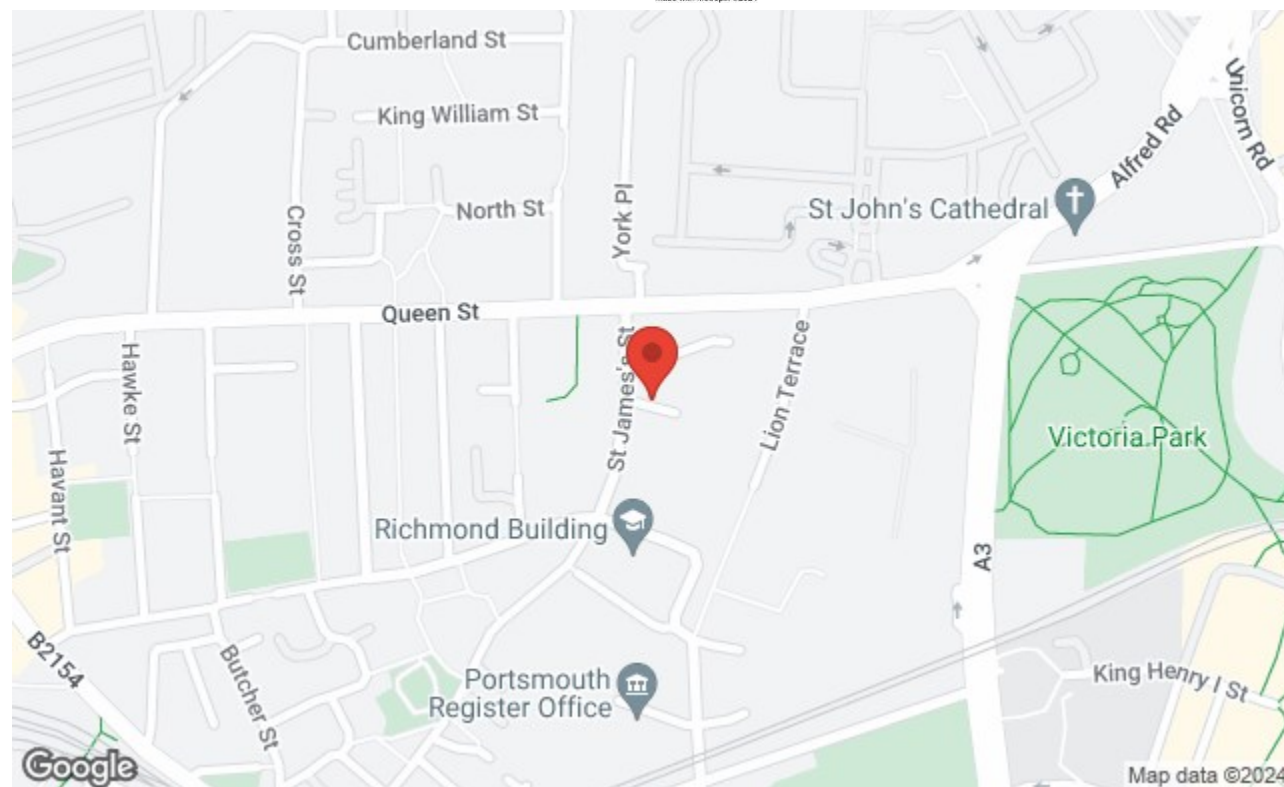 Cumberland St
King William St
Unicorn Rd
Alfred Rd
North St
York Pl
St John's Cathedral
Cross St
Queen St
Hawke St
St James's St
Lion Terrace
Victoria Park
Havant St
Richmond Building
A3
B2154
Butcher St
Portsmouth
Register Office
King Henry I St
Google
Map data ©2024